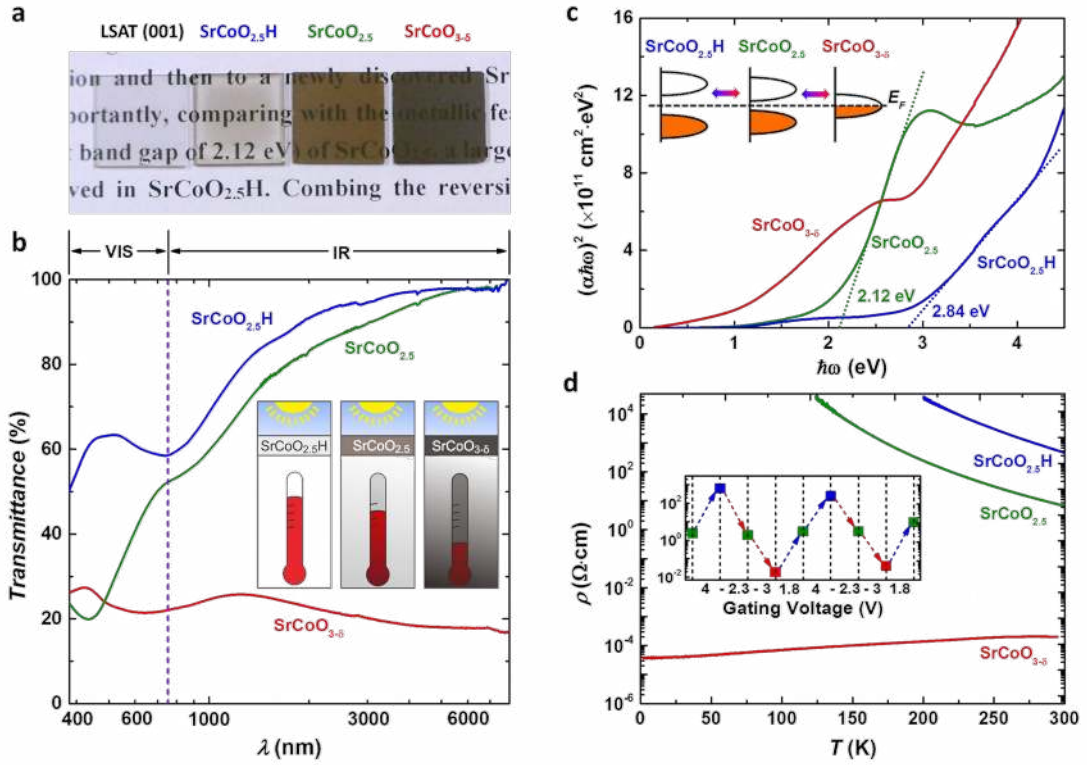 a
LSAT (001) SrCoO2.5H SrCoO2.5 SrCoO3-δ
ion and then to a newly discovered Sr
portantly, comparing with the metallic fe
band gap of 2.12 eV) of SrCoO a large
ved in SrCoO2.5H. Combing the reversi
b
VIS IR
Transmittance (%)
100
80
60
40
20
0
SrCoO2.5H
SrCoO2.5
SrCoO2.5H SrCoO2.5 SrCoO3-δ
SrCoO3-δ
400 600 1000 3000 6000
λ (nm)
c
(αħω)2 (×1011 cm-2·eV2)
16
12
8
4
0
SrCoO2.5H SrCoO2.5 SrCoO3-δ
EF
SrCoO3-δ
SrCoO2.5
SrCoO2.5H
2.12 eV
2.84 eV
0 1 2 3 4
ħω (eV)
d
ρ (Ω·cm)
104
102
100
10-2
10-4
10-6
SrCoO2.5H
SrCoO2.5
102
100
10-2
4 - 2.3 - 3 1.8 4 - 2.3 - 3 1.8
Gating Voltage (V)
SrCoO3-δ
0 50 100 150 200 250 300
T (K)